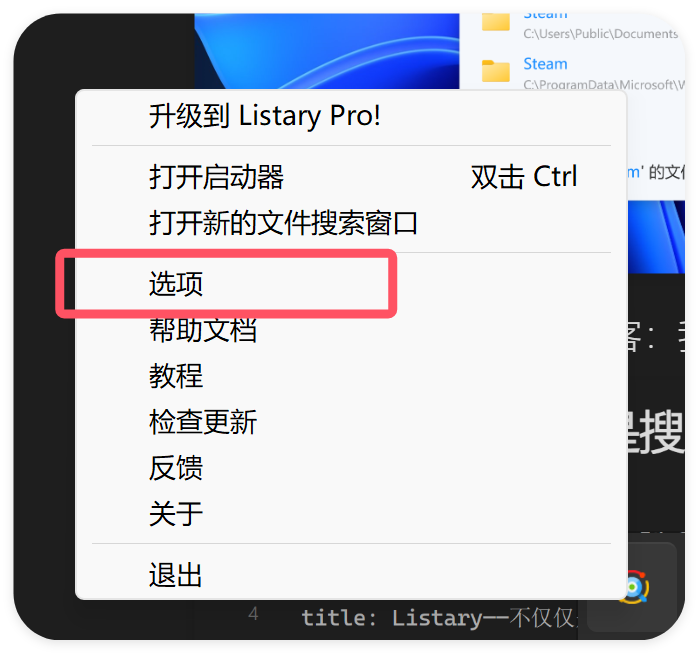 Steam
C:\Users\Public\Documents
Steam
C:\ProgramData\Microsoft\W
升级到 Listary Pro!
打开启动器 双击 Ctrl
m' 的文件
打开新的文件搜索窗口
选项
帮助文档
客：
教程
检查更新
是搜
反馈
关于
退出
4 title: Listary——不仅仅